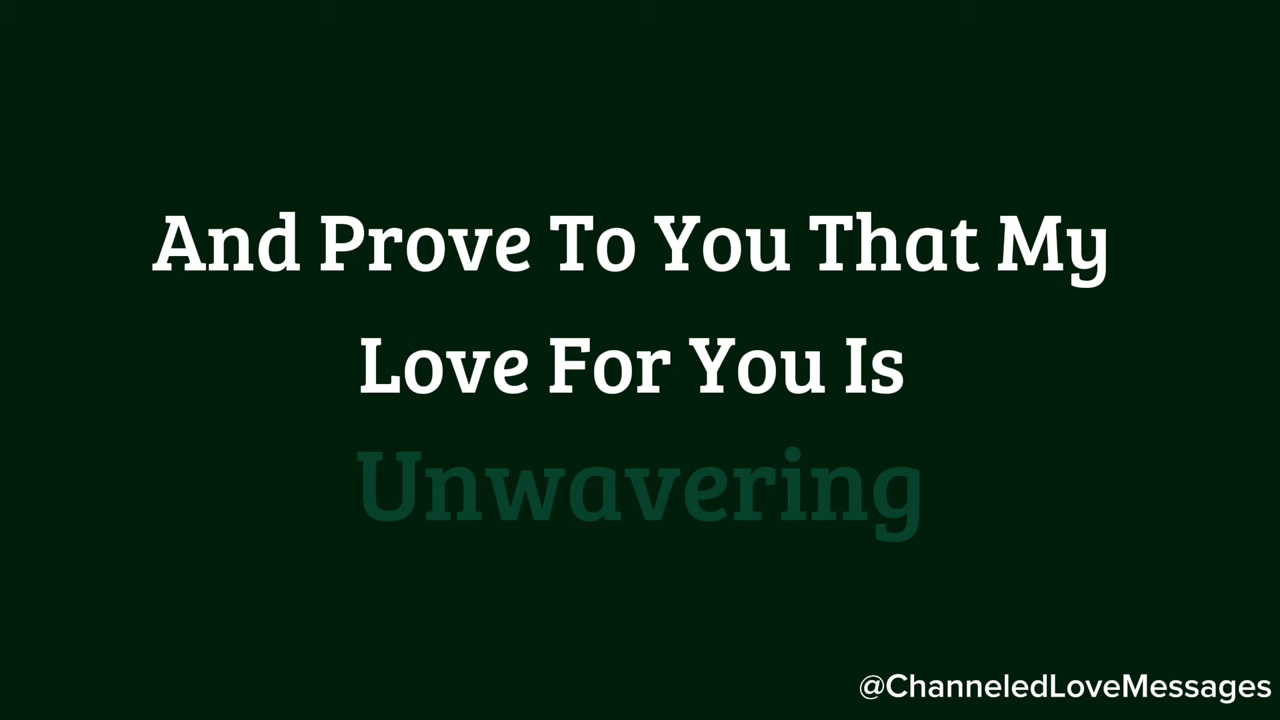 And Prove To You That My
Love For You Is
Unwavering
@ChanneledLoveMessages